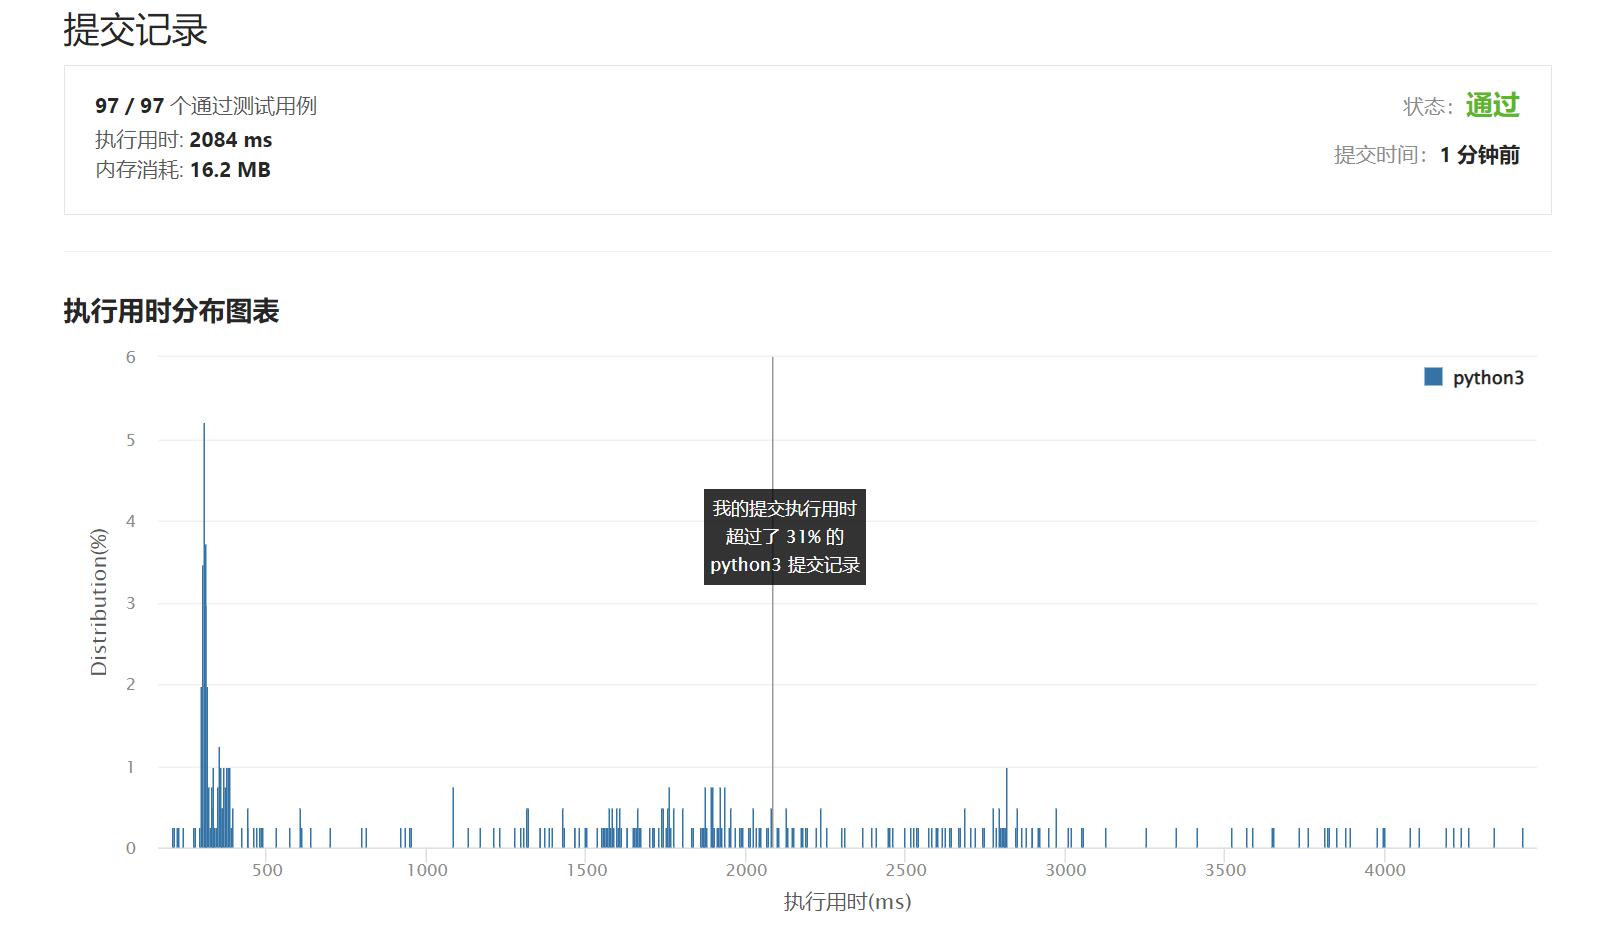 提交记录
97 / 97 个通过测试用例
状态：通过
执行用时: 2084 ms
提交时间：1 分钟前
内存消耗: 16.2 MB
执行用时分布图表
python3
6
5
4
3
2
1
0
Distribution(%)
我的提交执行用时
超过了 31% 的
python3 提交记录
500 1000 1500 2000 2500 3000 3500 4000
执行用时(ms)